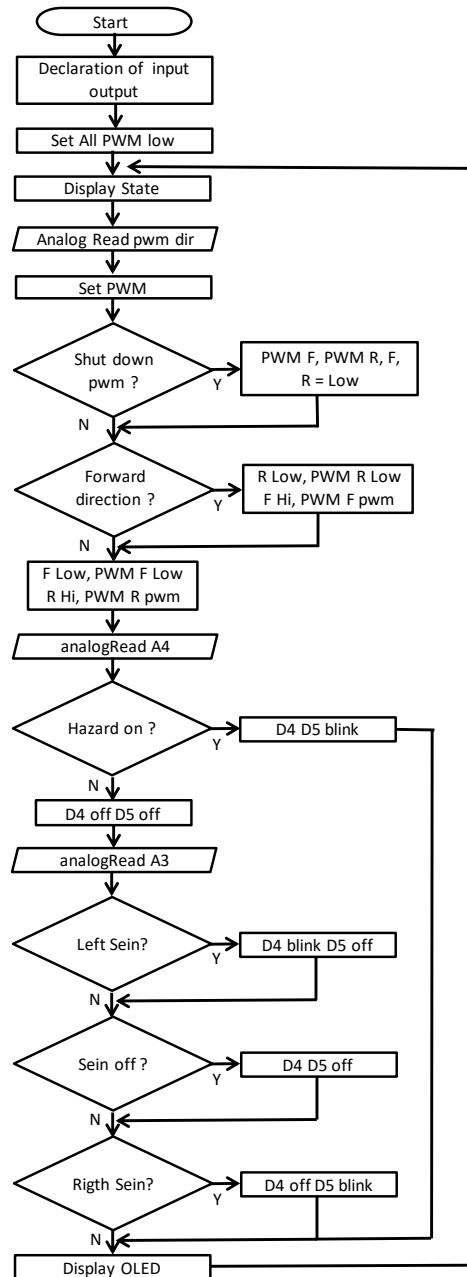 Start
Declaration of input
output
Set All PWM low
Display State
Analog Read pwm dir
Set PWM
Shut down
pwm ?
Y
PWM F, PWM R, F,
R = Low
N
Forward
direction ?
Y
R Low, PWM R Low
F Hi, PWM F pwm
N
F Low, PWM F Low
R Hi, PWM R pwm
analogRead A4
Hazard on ?
Y
D4 D5 blink
N
D4 off D5 off
analogRead A3
Left Sein?
Y
D4 blink D5 off
N
Sein off ?
Y
D4 D5 off
N
Rigth Sein?
Y
D4 off D5 blink
N
Display OLED